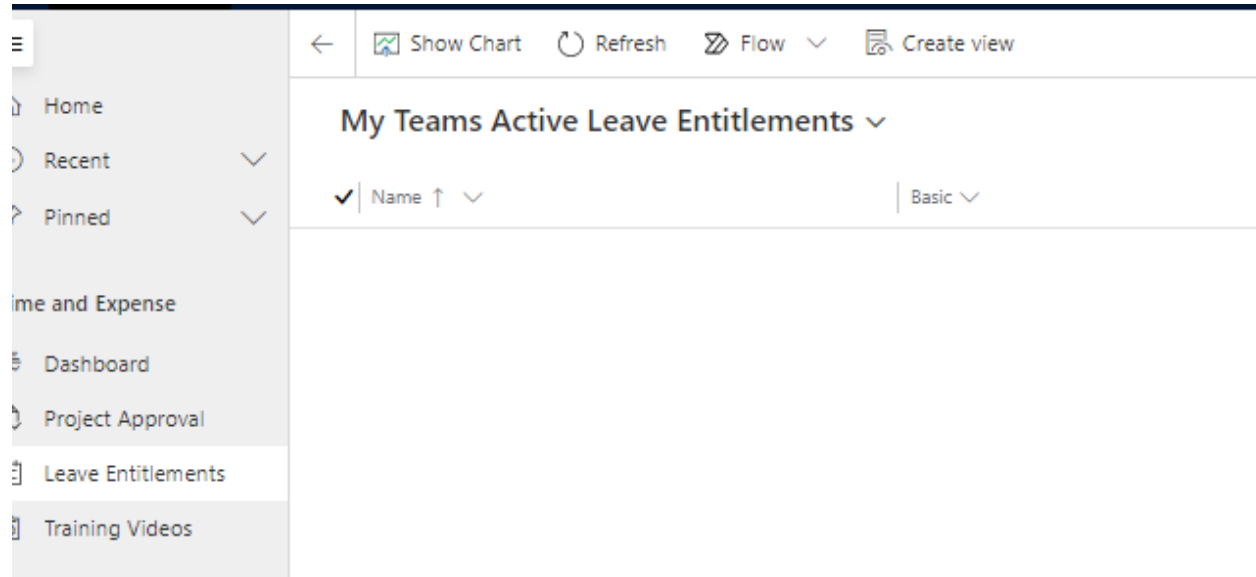 Show Chart Refresh Flow Create view
Home
Recent
Pinned
My Teams Active Leave Entitlements
Name ↑ Basic
ime and Expense
Dashboard
Project Approval
Leave Entitlements
Training Videos